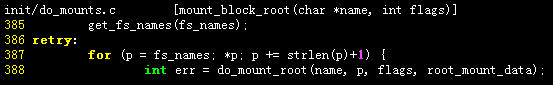 init/do_mounts.c        [mount_block_root(char *name, int flags)]
385         get_fs_names(fs_names);
386 retry:
387         for (p = fs_names; *p; p += strlen(p)+1) {
388                 int err = do_mount_root(name, p, flags, root_mount_data);